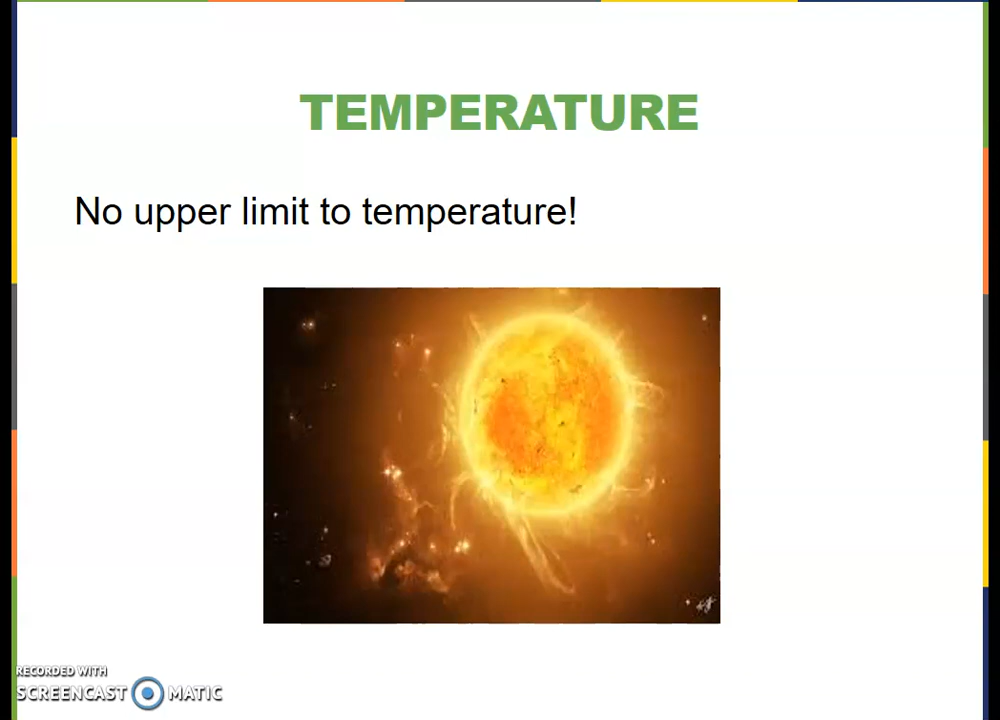 TEMPERATURE
No upper limit to temperature!
RECORDED WITH
SCREENCAST MATIC